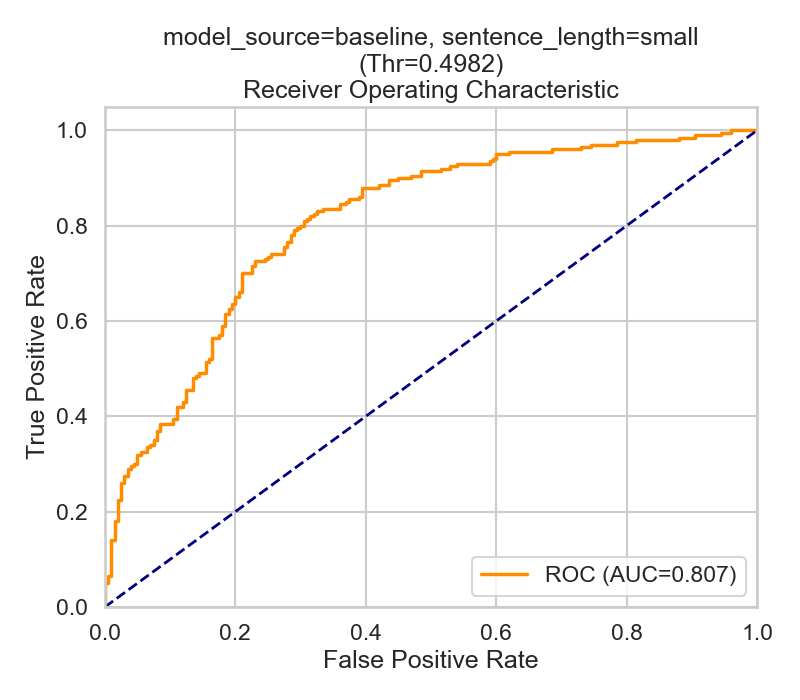 model_source=baseline, sentence_length=small
(Thr=0.4982)
Receiver Operating Characteristic
1.0
0.8
0.6
0.4
0.2
0.0
True Positive Rate
ROC (AUC=0.807)
0.0 0.2 0.4 0.6 0.8 1.0
False Positive Rate